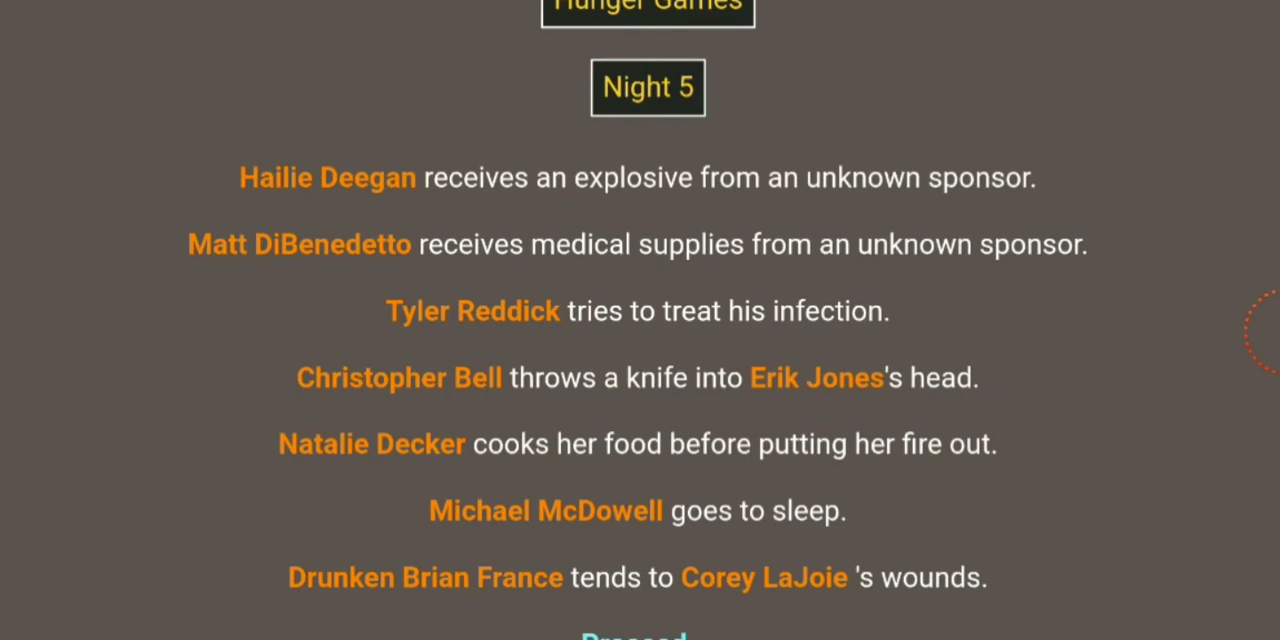 Hunger Games
Night 5
Hailie Deegan receives an explosive from an unknown sponsor.
Matt DiBenedetto receives medical supplies from an unknown sponsor.
Tyler Reddick tries to treat his infection.
Christopher Bell throws a knife into Erik Jones's head.
Natalie Decker cooks her food before putting her fire out.
Michael McDowell goes to sleep.
Drunken Brian France tends to Corey LaJoie 's wounds.
Proceed